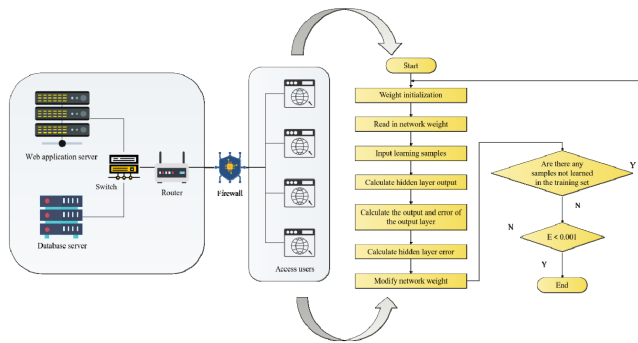 Web application server
Switch
Router
Database server
Firewall
Access users
Start
Weight initialization
Read in network weight
Input learning samples
Calculate hidden layer output
Calculate the output and error of
the output layer
Calculate hidden layer error
Modify network weight
Are there any
samples not learned
in the training set
Y
N
N
E < 0.001
Y
End